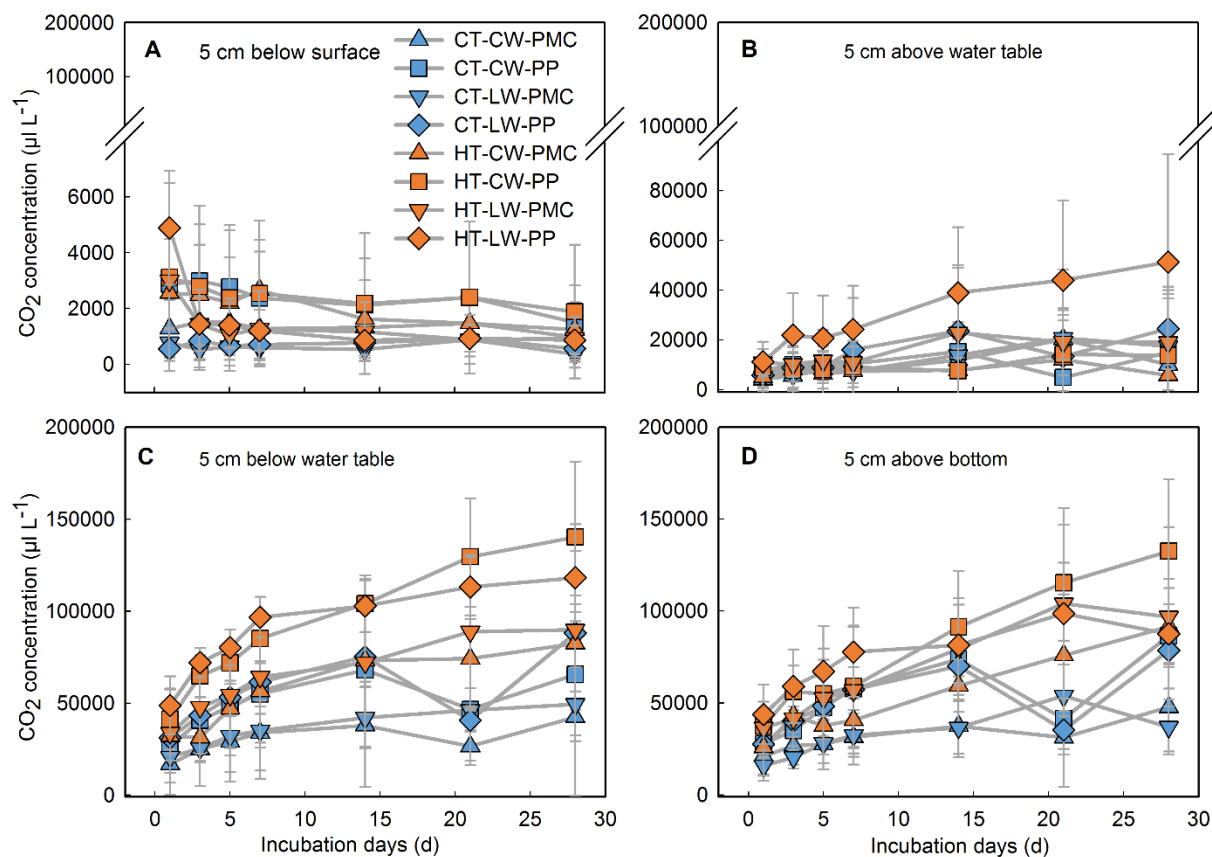 A
5 cm below surface
200000
100000
6000
4000
2000
0
CO2 concentration (µl L⁻¹)
CT-CW-PMC
CT-CW-PP
CT-LW-PMC
CT-LW-PP
HT-CW-PMC
HT-CW-PP
HT-LW-PMC
HT-LW-PP
B
5 cm above water table
200000
100000
80000
60000
40000
20000
0
C
5 cm below water table
200000
150000
100000
50000
0
CO2 concentration (µl L⁻¹)
0 5 10 15 20 25 30
Incubation days (d)
D
5 cm above bottom
200000
150000
100000
50000
0
0 5 10 15 20 25 30
Incubation days (d)